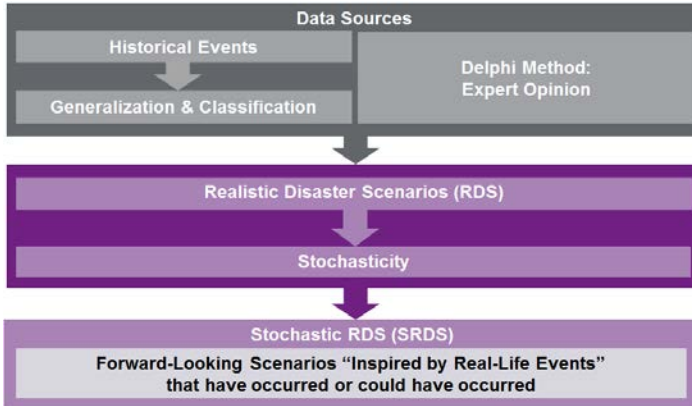 Data Sources
Historical Events
Generalization & Classification
Delphi Method:
Expert Opinion
Realistic Disaster Scenarios (RDS)
Stochasticity
Stochastic RDS (SRDS)
Forward-Looking Scenarios “Inspired by Real-Life Events”
that have occurred or could have occurred